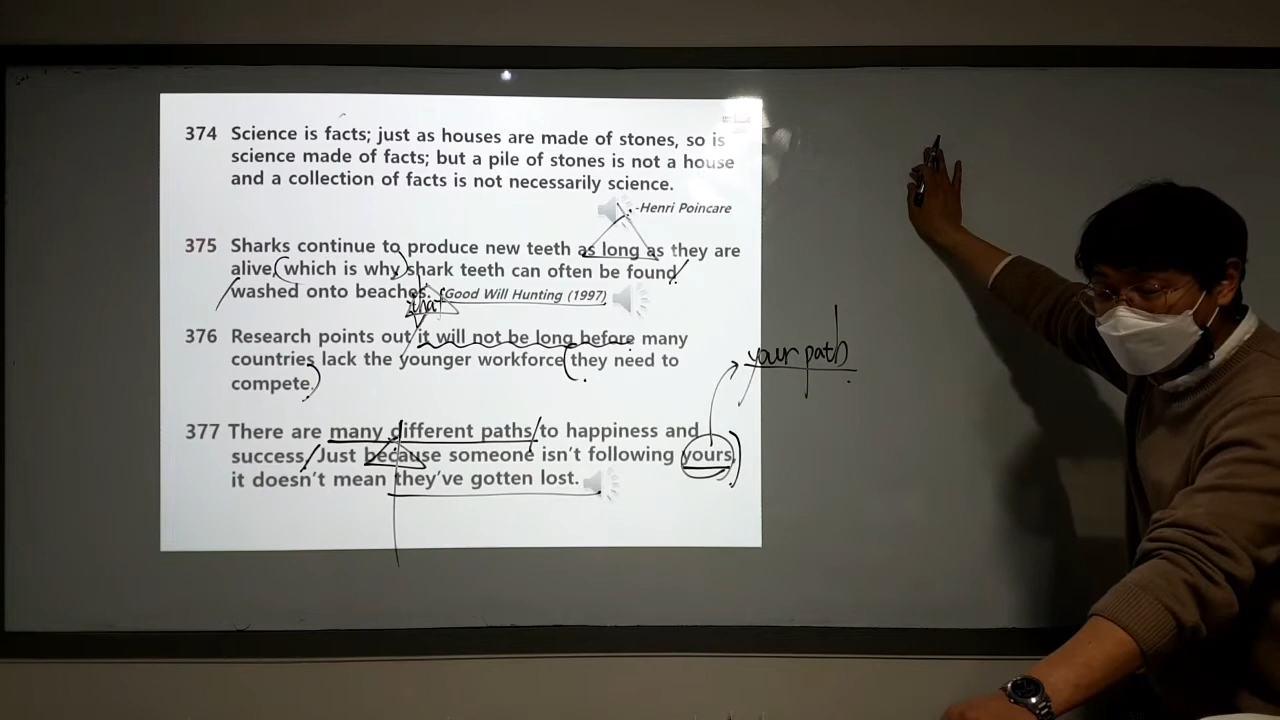 374 Science is facts; just as houses are made of stones, so is
science made of facts; but a pile of stones is not a house
and a collection of facts is not necessarily science.
-Henri Poincare
375 Sharks continue to produce new teeth as long as they are
alive, which is why shark teeth can often be found
washed onto beaches. Good Will Hunting (1997)
that
376 Research points out it will not be long before many
countries lack the younger workforce they need to
compete.
your path
377 There are many different paths to happiness and
success. Just because someone isn't following yours,
it doesn't mean they've gotten lost.